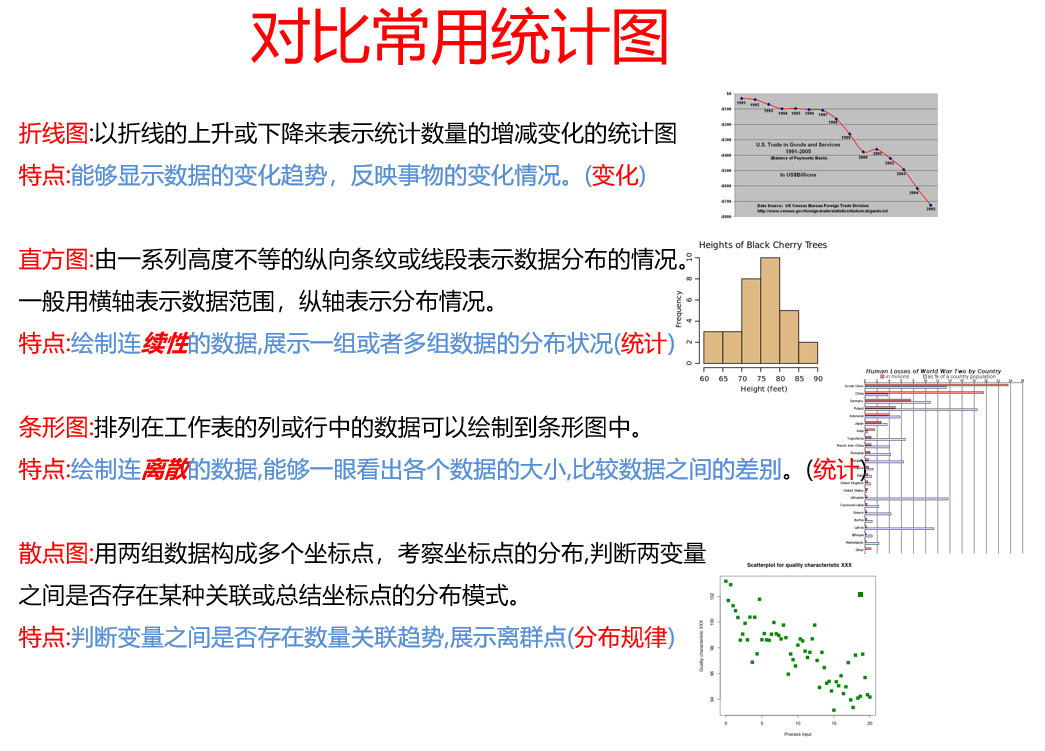 对比常用统计图
折线图:以折线的上升或下降来表示统计数量的增减变化的统计图
特点:能够显示数据的变化趋势，反映事物的变化情况。(变化)
$0
-$100
-$200
-$300
-$400
-$500
-$600
-$700
-$800
1991
1992
1993
1994
1995
1996
1997
1998
1999
2000
2001
2002
2003
2004
2005
U.S. Trade in Goods and Services
1991-2005
(Balance of Payments Basis)
In US$Billions
Data Source: US Census Bureau Foreign Trade Division
http://www.census.gov/foreign-trade/statistics/historical/gands.txt
直方图:由一系列高度不等的纵向条纹或线段表示数据分布的情况。
一般用横轴表示数据范围，纵轴表示分布情况。
特点:绘制连续性的数据,展示一组或者多组数据的分布状况(统计)
Heights of Black Cherry Trees
Frequency
0 2 4 6 8 10
60 65 70 75 80 85 90
Height (feet)
条形图:排列在工作表的列或行中的数据可以绘制到条形图中。
特点:绘制连离散的数据,能够一眼看出各个数据的大小,比较数据之间的差别。(统计)
Human Losses of World War Two by Country
in millions as % of a country population
Soviet Union
China
Germany
Poland
Indonesia
Japan
India
Yugoslavia
French Indo China
Romania
United Kingdom
United States
Lithuania
Czechoslovakia
Greece
Burma
Latvia
Ethiopia
Netherlands
Other
散点图:用两组数据构成多个坐标点，考察坐标点的分布,判断两变量
之间是否存在某种关联或总结坐标点的分布模式。
特点:判断变量之间是否存在数量关联趋势,展示离群点(分布规律)
Scatterplot for quality characteristic XXX
Quality characteristic XXX
94 96 98 100 102
0 5 10 15 20
Process input